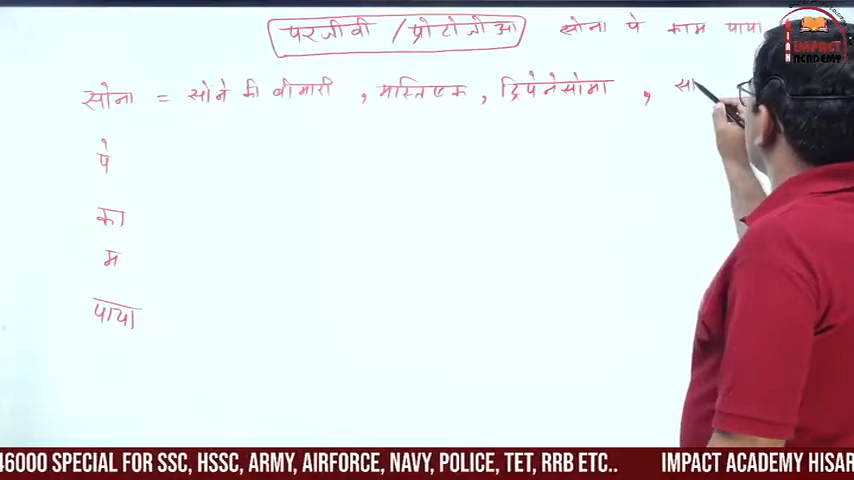 परजीवी / प्रोटोजोआ सोना पे काम पाया
IMPACT
ACADEMY
सोना = सोने की बीमारी , मस्तिष्क , ट्रिपेनेसोमा , सी
पे
का
म
पाया
46000 SPECIAL FOR SSC, HSSC, ARMY, AIRFORCE, NAVY, POLICE, TET, RRB ETC.. IMPACT ACADEMY HISAR